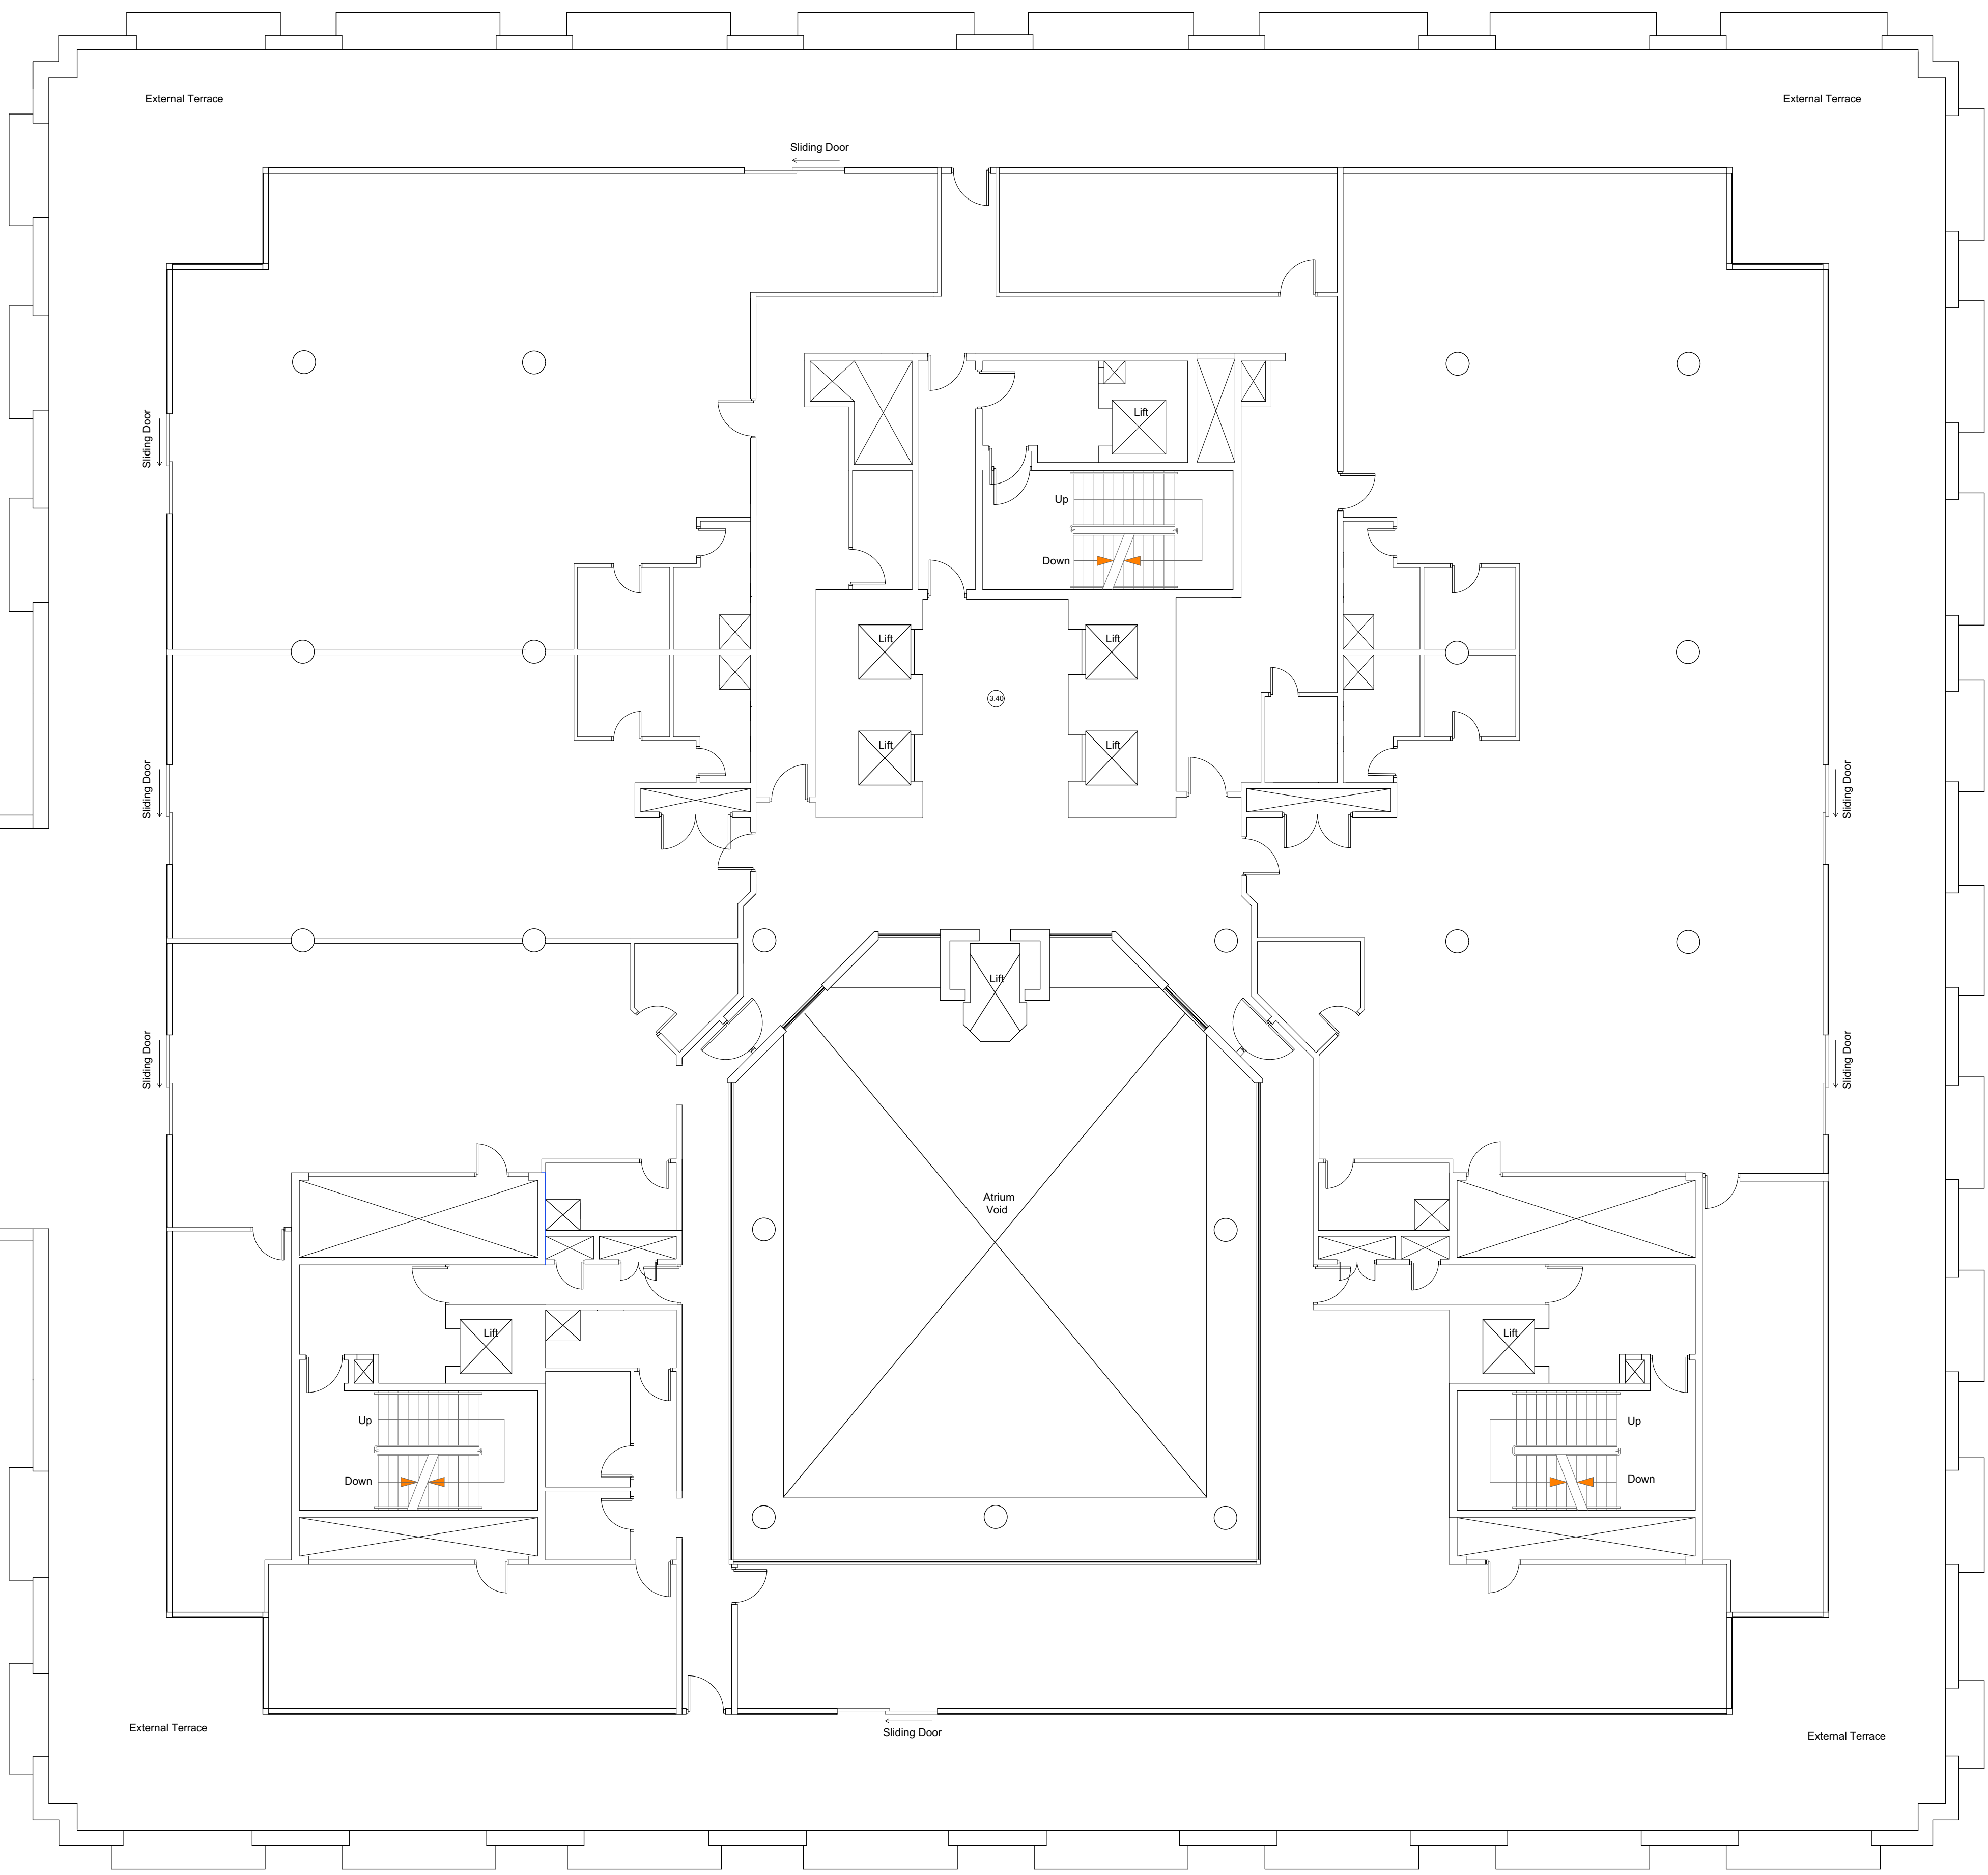 External Terrace
External Terrace
Sliding Door
Lift
Sliding Door
Up
Down
Lift
Lift
3.40
Lift
Lift
Sliding Door
Sliding Door
Lift
Sliding Door
Sliding Door
Atrium
Void
Lift
Lift
Up
Up
Down
Down
External Terrace
Sliding Door
External Terrace